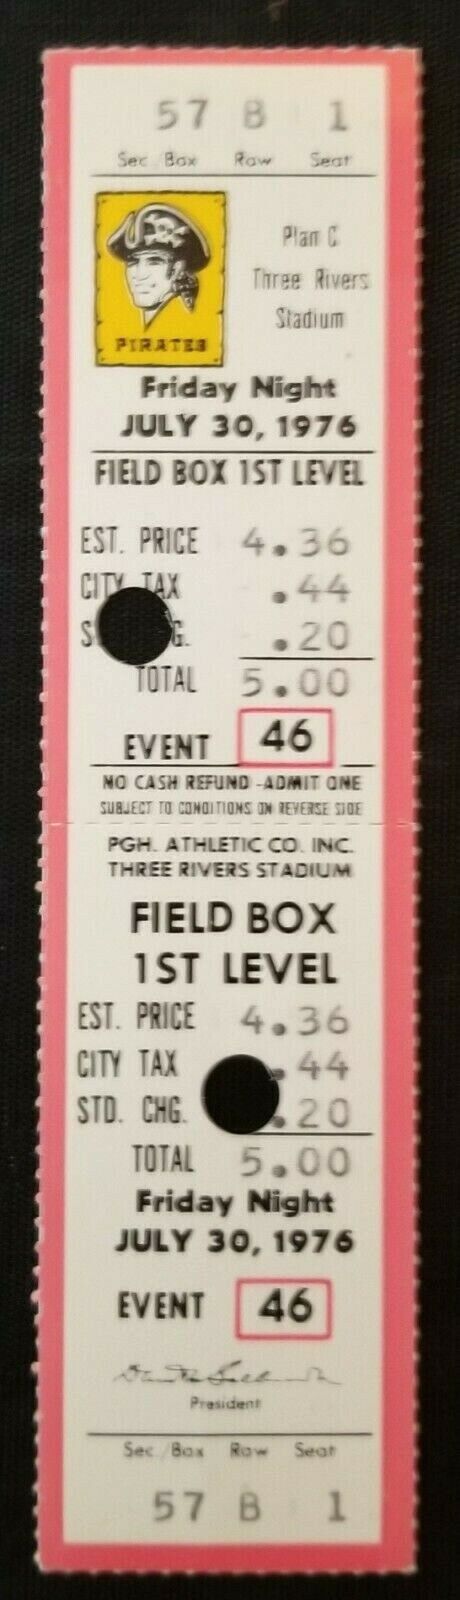 57 B 1
Sec/Box Row Seat
PIRATES
Plan C
Three Rivers
Stadium
Friday Night
JULY 30, 1976
FIELD BOX 1ST LEVEL
EST. PRICE 4.36
CITY TAX .44
S G. .20
TOTAL 5.00
EVENT 46
NO CASH REFUND - ADMIT ONE
SUBJECT TO CONDITIONS ON REVERSE SIDE
PGH. ATHLETIC CO. INC.
THREE RIVERS STADIUM
FIELD BOX
1ST LEVEL
EST. PRICE 4.36
CITY TAX .44
STD. CHG. .20
TOTAL 5.00
Friday Night
JULY 30, 1976
EVENT 46
President
Sec/Box Row Seat
57 B 1